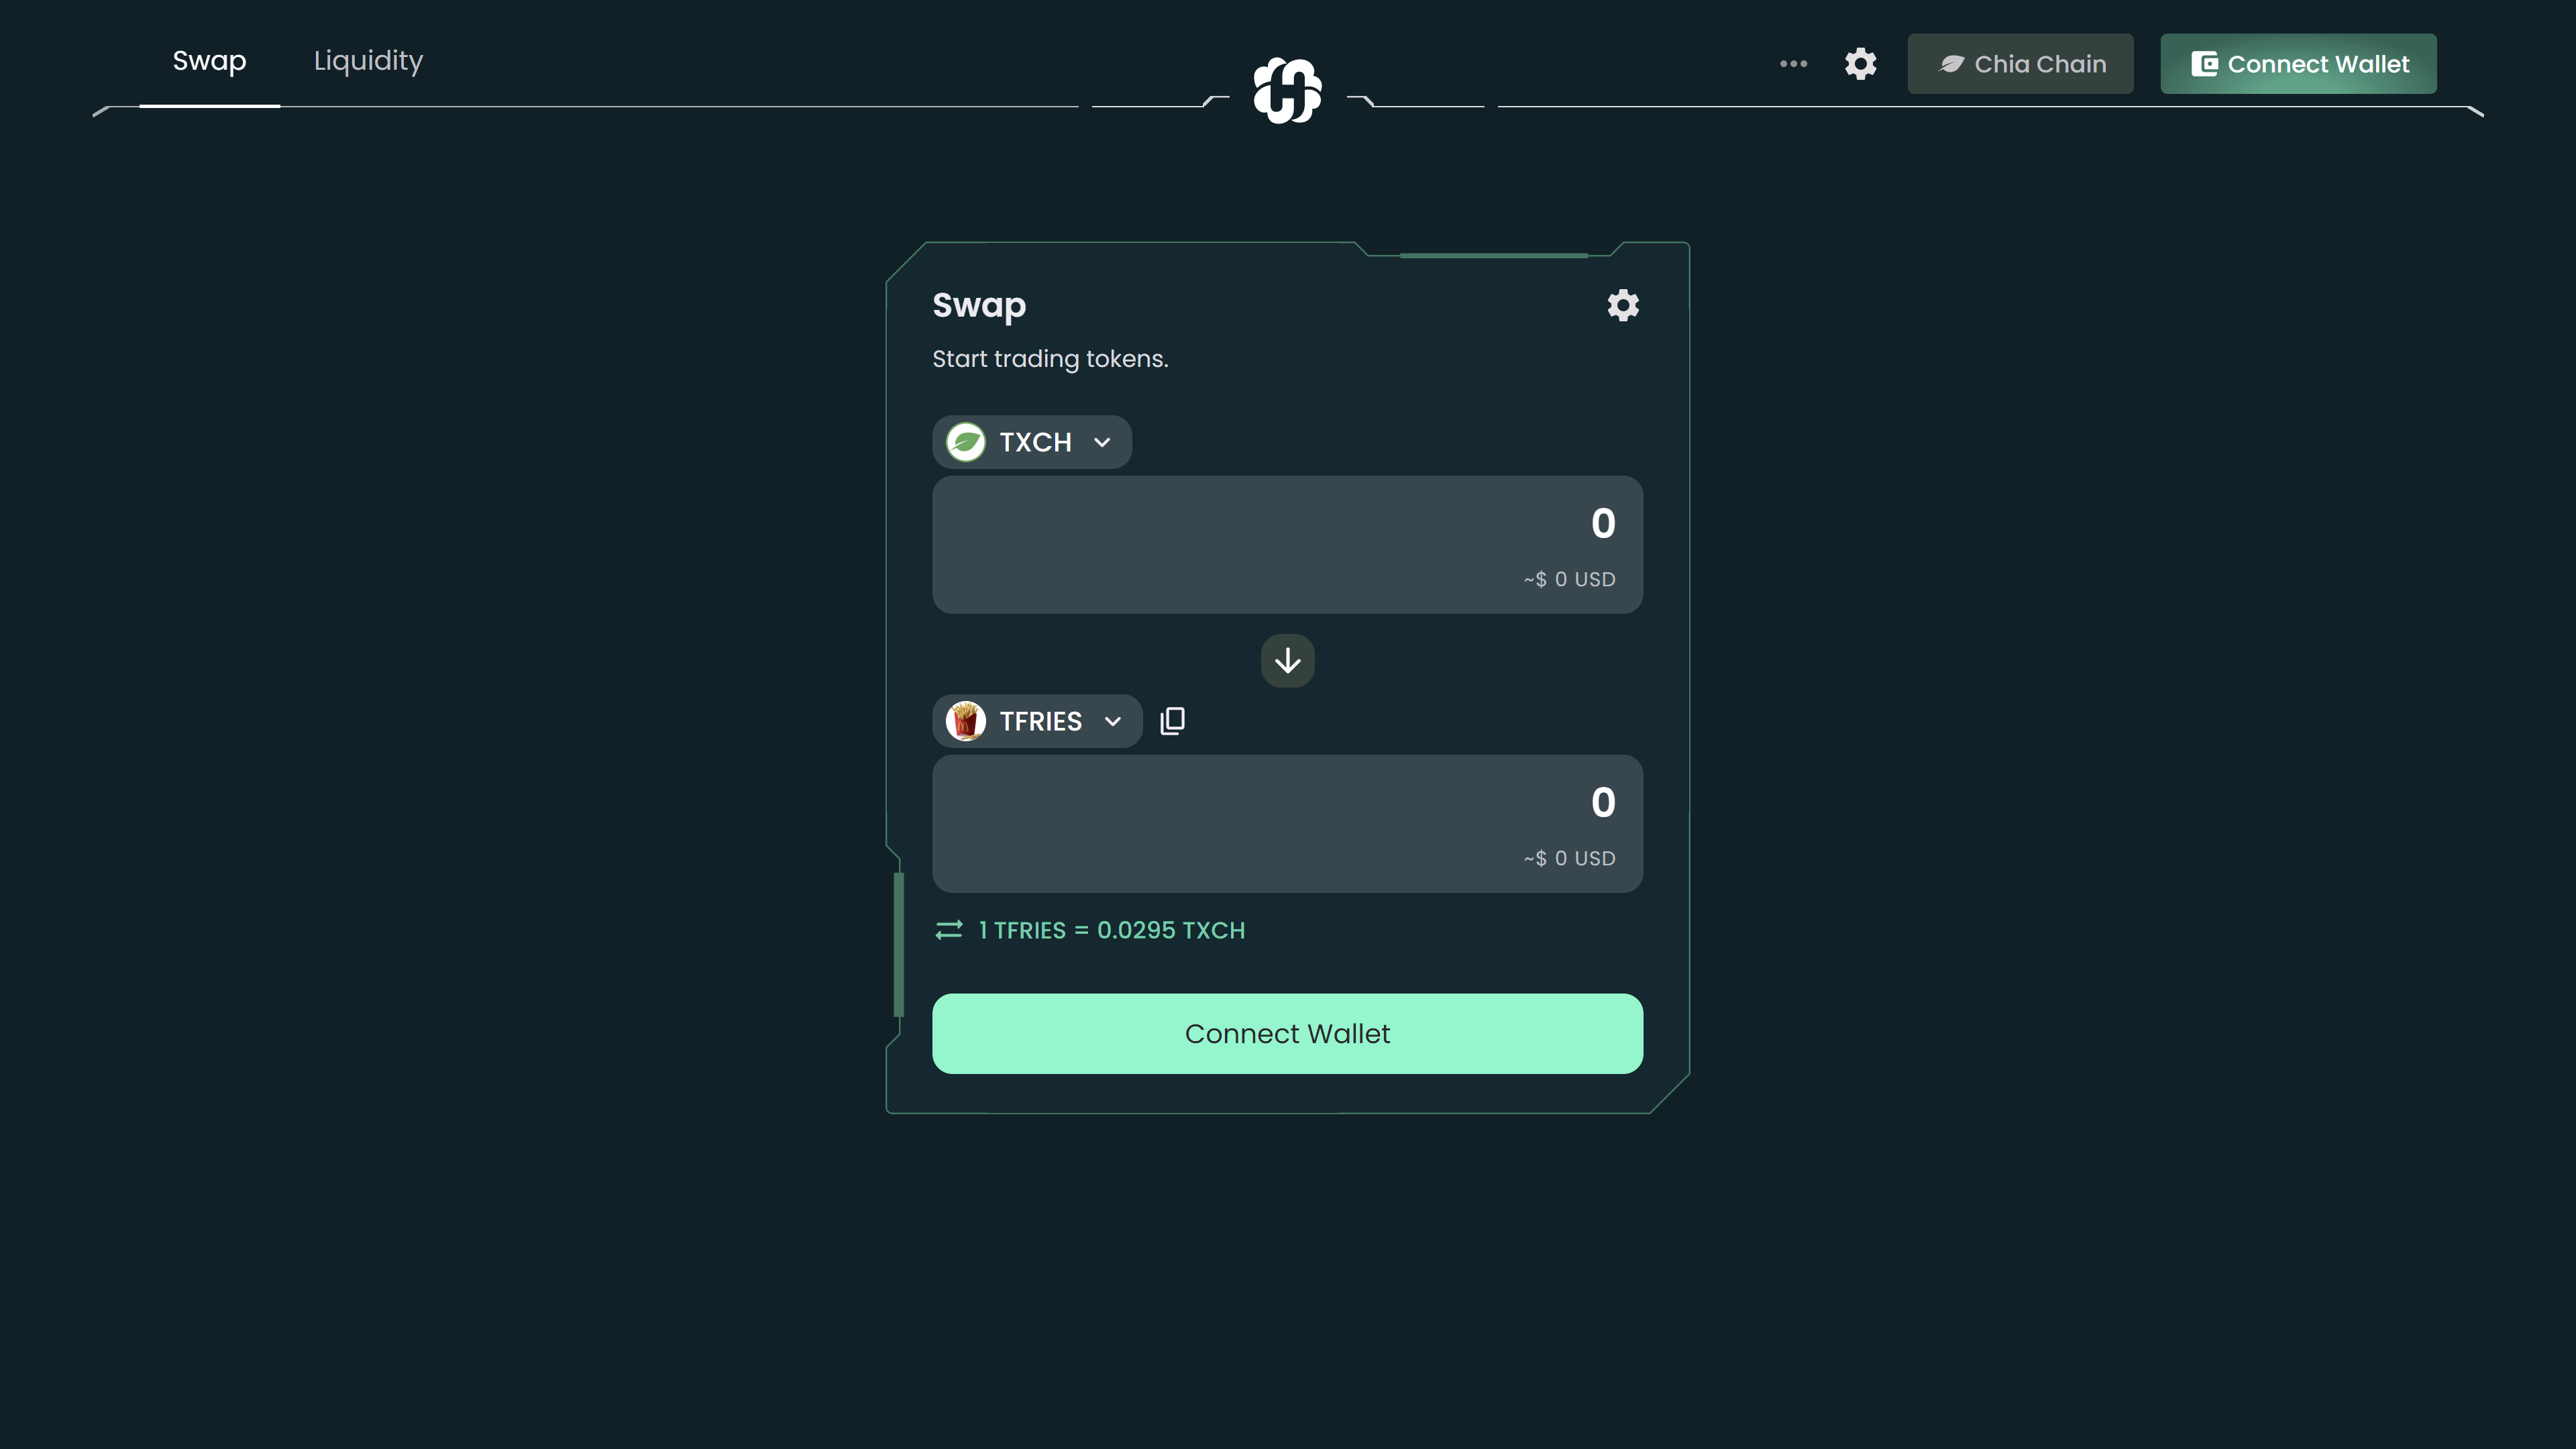 Swap
Liquidity
Chia Chain
Connect Wallet
Swap
Start trading tokens.
TXCH
0
~$ 0 USD
TFRIES
0
~$ 0 USD
1 TFRIES = 0.0295 TXCH
Connect Wallet